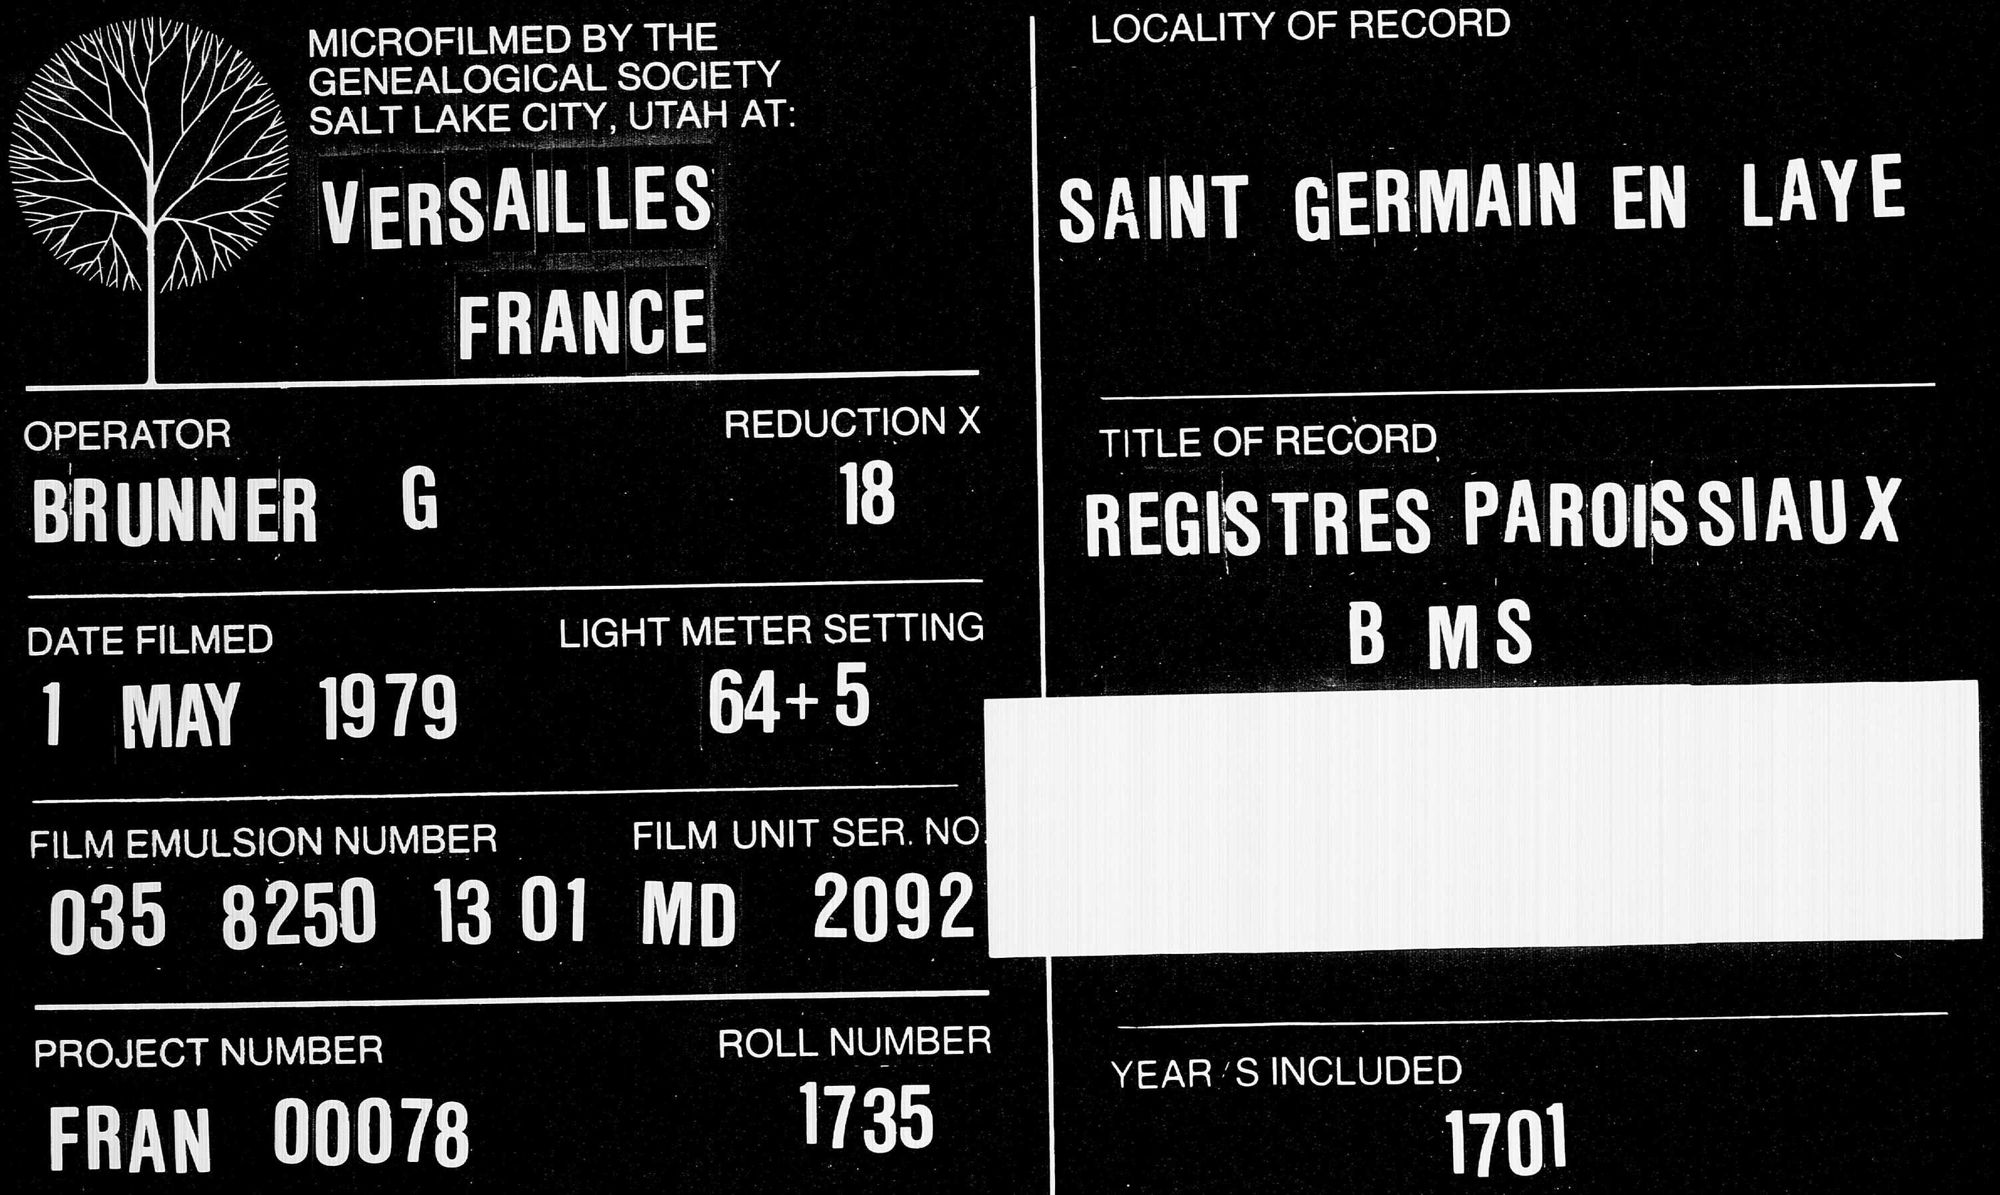 MICROFILMED BY THE
GENEALOGICAL SOCIETY
SALT LAKE CITY, UTAH AT:
VERSAILLES
FRANCE
OPERATOR
REDUCTION X
BRUNNER G
18
DATE FILMED
LIGHT METER SETTING
1 MAY 1979
64+5
FILM EMULSION NUMBER
FILM UNIT SER. NO.
035 8250 13 01
MD 2092
PROJECT NUMBER
ROLL NUMBER
FRAN 00078
1735
LOCALITY OF RECORD
SAINT GERMAIN EN LAYE
TITLE OF RECORD
REGISTRES PAROISSIAUX
B M S
YEAR'S INCLUDED
1701